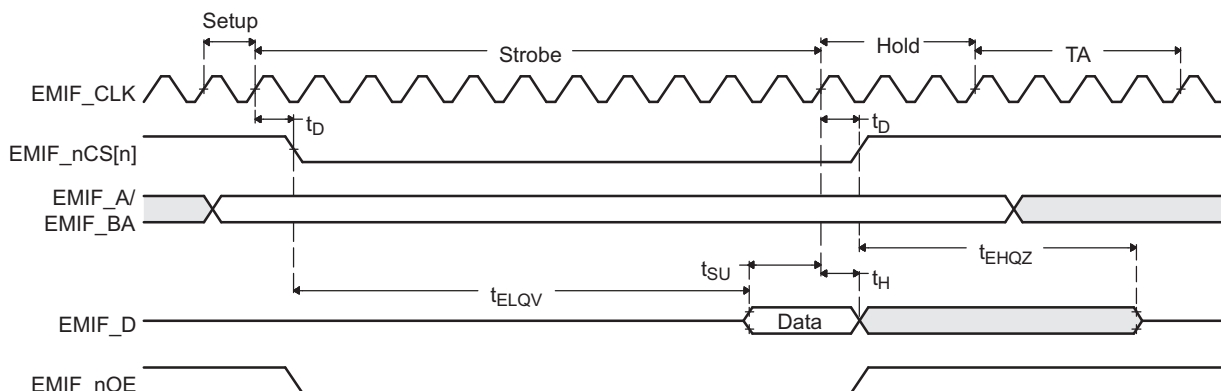 Setup
Strobe
Hold
TA
EMIF_CLK
tD
tD
EMIF_nCS[n]
EMIF_A/
EMIF_BA
tSU
tH
tEHQZ
tELQV
EMIF_D
Data
EMIF_nOE